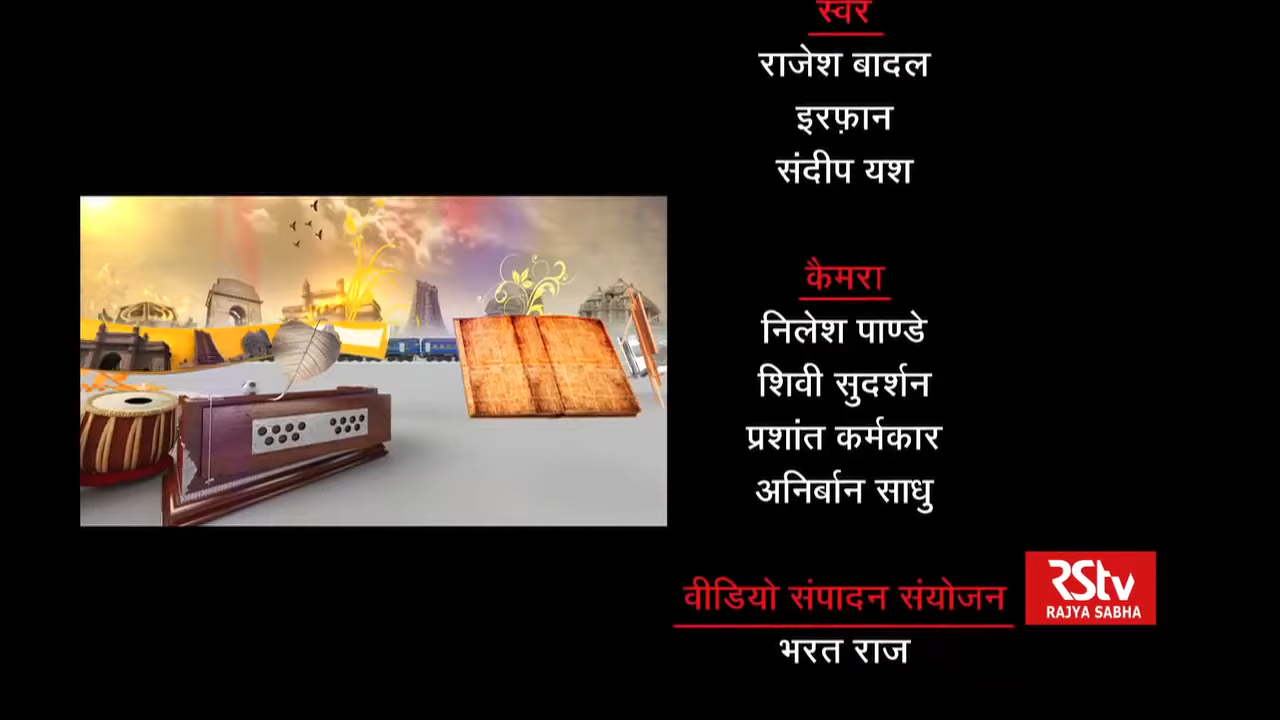 स्वर
राजेश बादल
इरफ़ान
संदीप यश
कैमरा
निलेश पाण्डे
शिवी सुदर्शन
प्रशांत कर्मकार
अनिर्बान साधु
वीडियो संपादन संयोजन
भरत राज
RStv
RAJYA SABHA